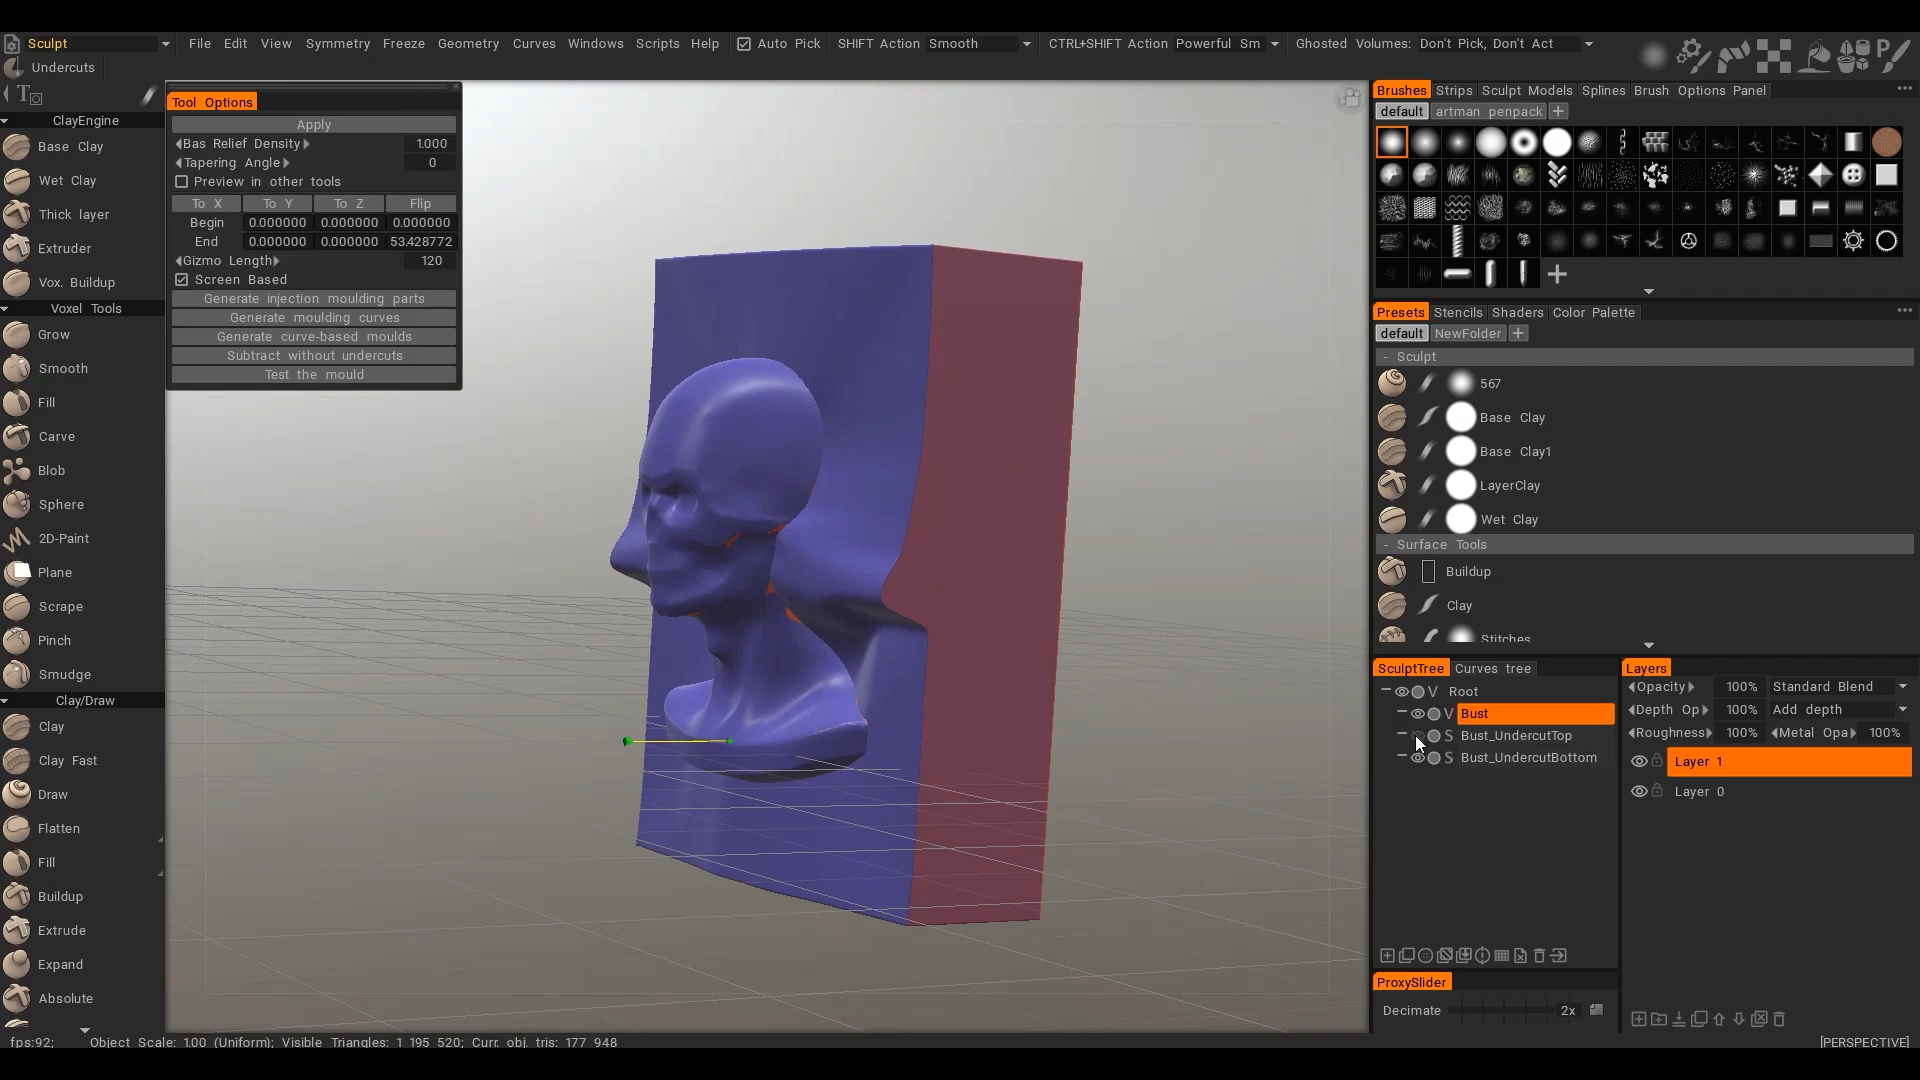 Sculpt File Edit View Symmetry Freeze Geometry Curves Windows Scripts Help Auto Pick SHIFT Action Smooth CTRL+SHIFT Action Powerful Sm Ghosted Volumes: Don't Pick, Don't Act
Undercuts
ClayEngine
Base Clay
Wet Clay
Thick layer
Extruder
Vox. Buildup
Voxel Tools
Grow
Smooth
Fill
Carve
Blob
Sphere
2D-Paint
Plane
Scrape
Pinch
Smudge
Clay/Draw
Clay
Clay Fast
Draw
Flatten
Fill
Buildup
Extrude
Expand
Absolute
Tool Options
Apply
Bas Relief Density 1.000
Tapering Angle 0
Preview in other tools
To X To Y To Z Flip
Begin 0.000000 0.000000 0.000000
End 0.000000 0.000000 53.428772
Gizmo Length 120
Screen Based
Generate injection moulding parts
Generate moulding curves
Generate curve-based moulds
Subtract without undercuts
Test the mould
Brushes Strips Sculpt Models Splines Brush Options Panel
default artman penpack
Presets Stencils Shaders Color Palette
default NewFolder
- Sculpt
567
Base Clay
Base Clay1
LayerClay
Wet Clay
- Surface Tools
Buildup
Clay
Stitches
SculptTree Curves tree
V Root
V Bust
S Bust_UndercutTop
S Bust_UndercutBottom
ProxySlider
Decimate 2x
Layers
Opacity 100% Standard Blend
Depth Op 100% Add depth
Roughness 100% Metal Opa 100%
Layer 1
Layer 0
fps:92; Object Scale: 1.00 (Uniform); Visible Triangles: 1 195 520; Curr. obj. tris: 177 948 [PERSPECTIVE]